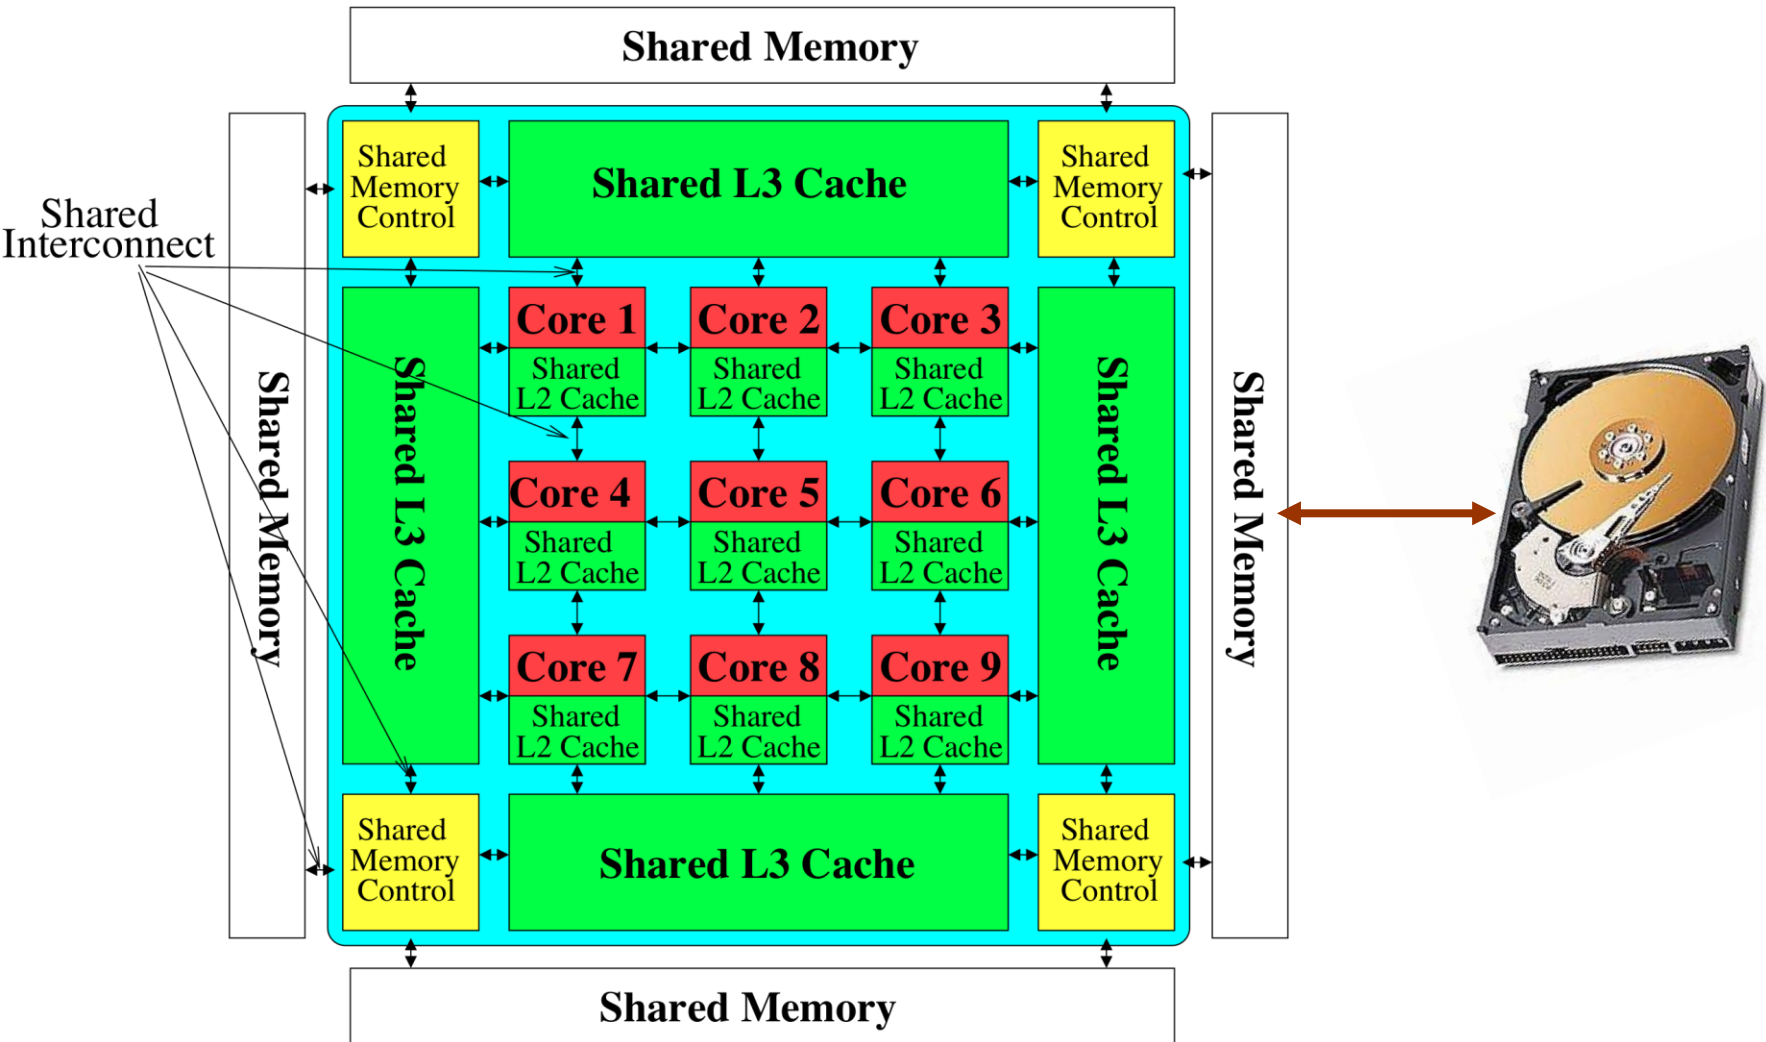 Shared Memory
Shared
Memory
Control
Shared L3 Cache
Shared
Memory
Control
Shared
Interconnect
Shared Memory
Shared L3 Cache
Core 1
Shared
L2 Cache
Core 2
Shared
L2 Cache
Core 3
Shared
L2 Cache
Core 4
Shared
L2 Cache
Core 5
Shared
L2 Cache
Core 6
Shared
L2 Cache
Core 7
Shared
L2 Cache
Core 8
Shared
L2 Cache
Core 9
Shared
L2 Cache
Shared L3 Cache
Shared Memory
Shared
Memory
Control
Shared L3 Cache
Shared
Memory
Control
Shared Memory